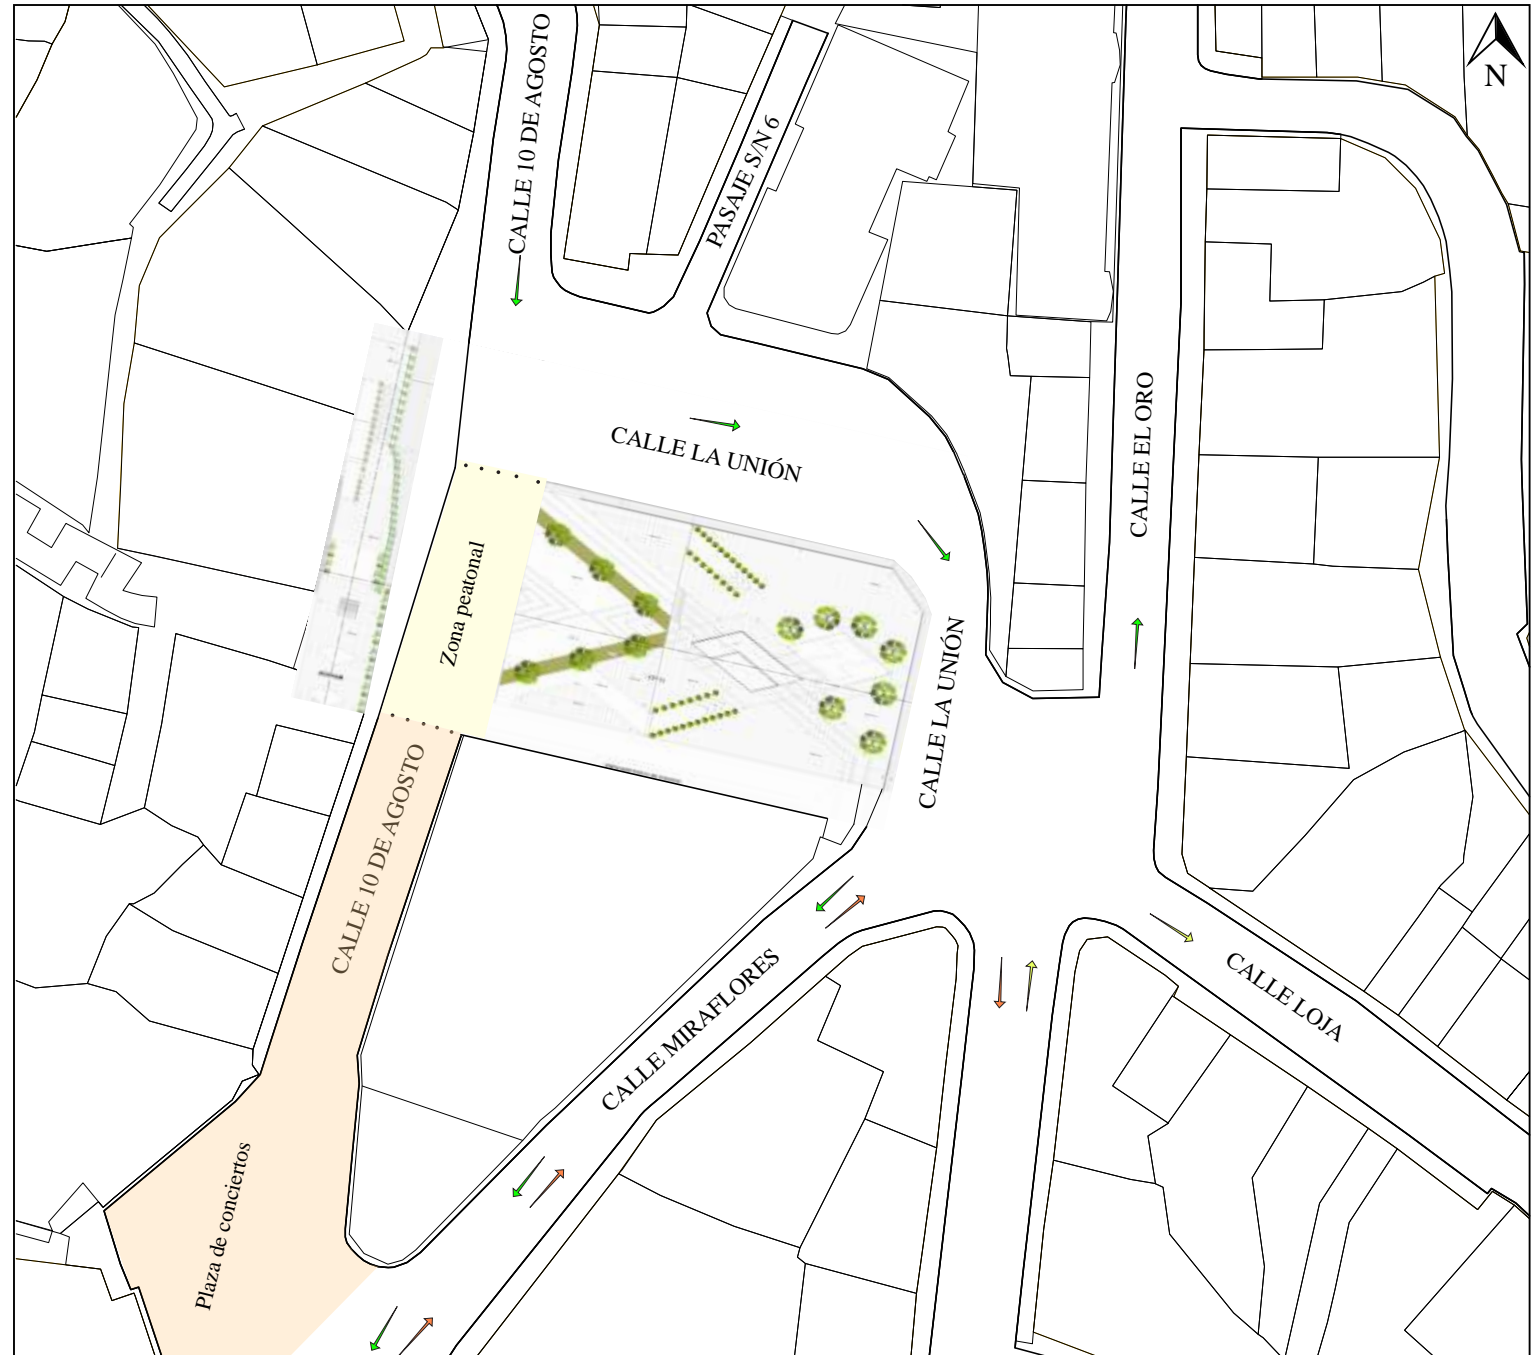 CALLE 10 DE AGOSTO
PASAJE S/N 6
N
CALLE LA UNIÓN
CALLE EL ORO
Zona peatonal
CALLE LA UNIÓN
CALLE 10 DE AGOSTO
CALLE MIRAFLORES
CALLE LOJA
Plaza de conciertos